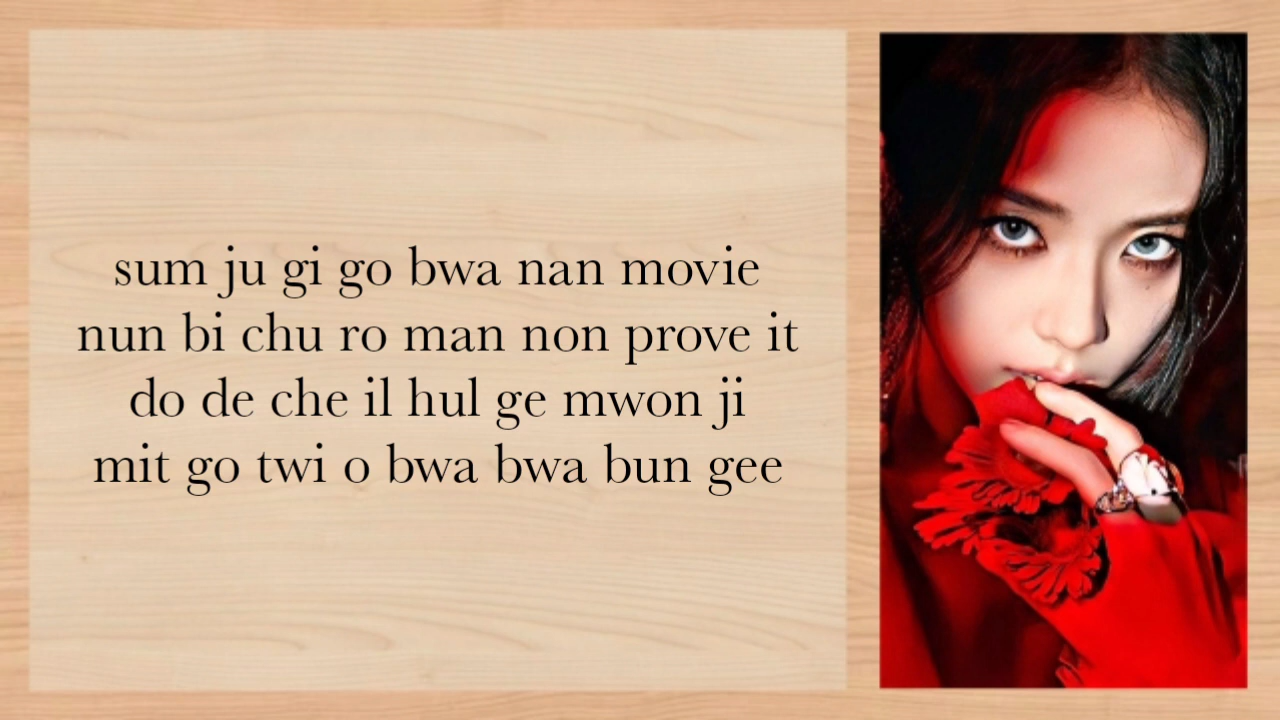 sum ju gi go bwa nan movie
nun bi chu ro man non prove it
do de che il hul ge mwon ji
mit go twi o bwa bwa bun gee